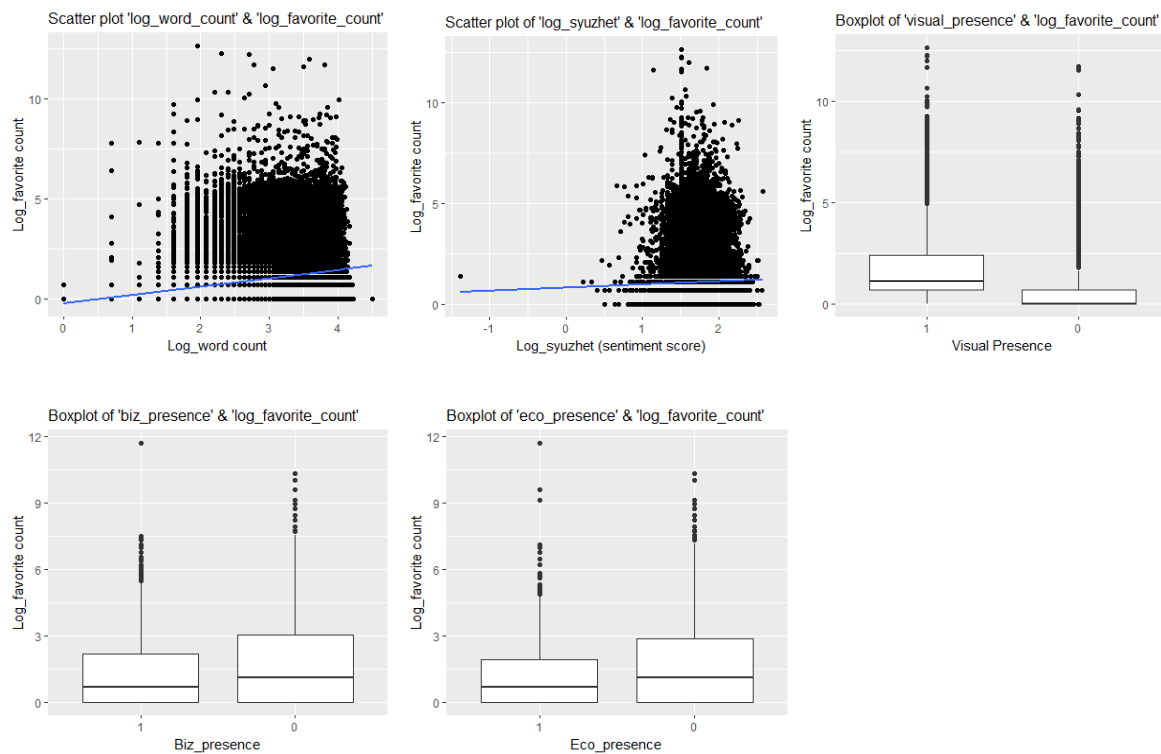 Scatter plot 'log_word_count' & 'log_favorite_count'
Log_favorite count
10
5
0
0 1 2 3 4
Log_word count
Scatter plot of 'log_syuzhet' & 'log_favorite_count'
Log_favorite count
10
5
0
-1 0 1 2
Log_syuzhet (sentiment score)
Boxplot of 'visual_presence' & 'log_favorite_count'
Log_favorite count
10
5
0
1 0
Visual Presence
Boxplot of 'biz_presence' & 'log_favorite_count'
Log_favorite count
12
9
6
3
0
1 0
Biz_presence
Boxplot of 'eco_presence' & 'log_favorite_count'
Log_favorite count
12
9
6
3
0
1 0
Eco_presence